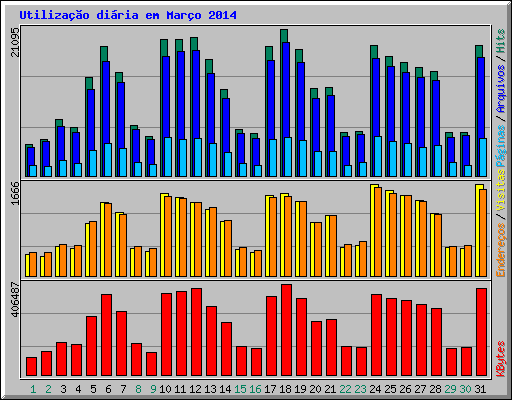 Utilização diária em Março 2014
21095
1666
406487
Endereços / Visitas Páginas / Arquivos / Hits
KBytes
1 2 3 4 5 6 7 8 9 10 11 12 13 14 15 16 17 18 19 20 21 22 23 24 25 26 27 28 29 30 31